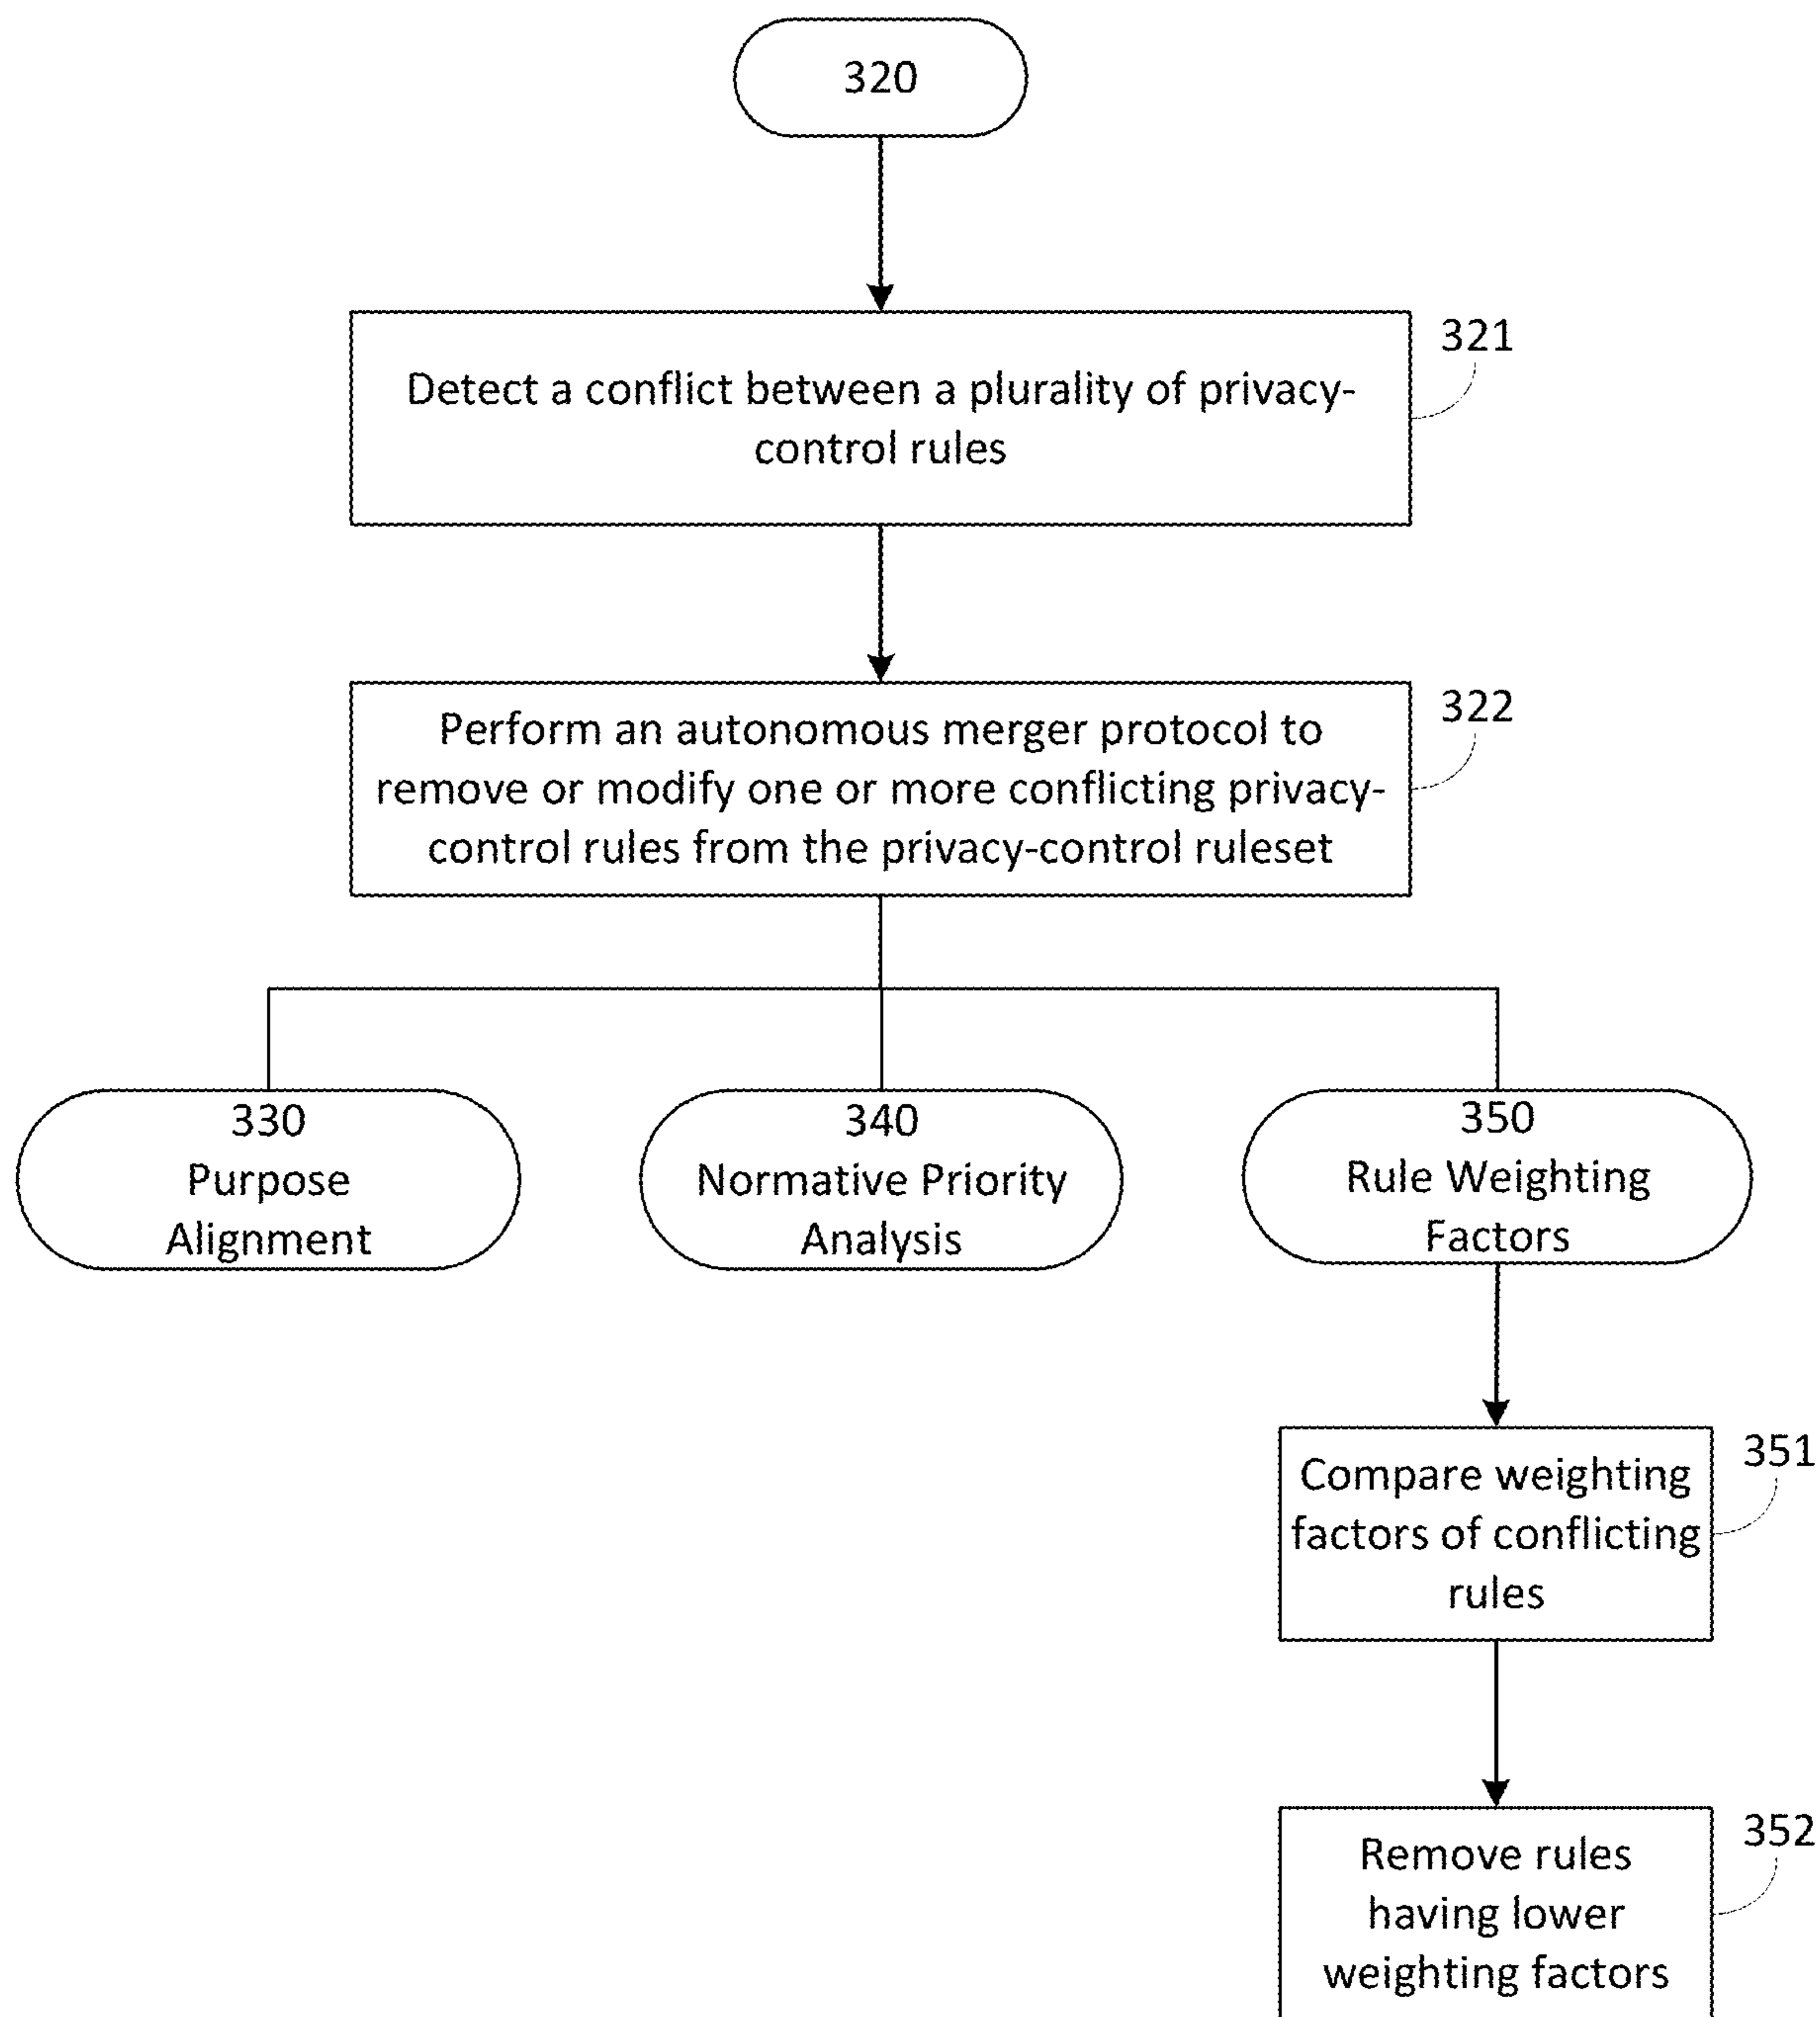 320
321
Detect a conflict between a plurality of privacy-
control rules
322
Perform an autonomous merger protocol to
remove or modify one or more conflicting privacy-
control rules from the privacy-control ruleset
330
Purpose
Alignment
340
Normative Priority
Analysis
350
Rule Weighting
Factors
351
Compare weighting
factors of conflicting
rules
352
Remove rules
having lower
weighting factors